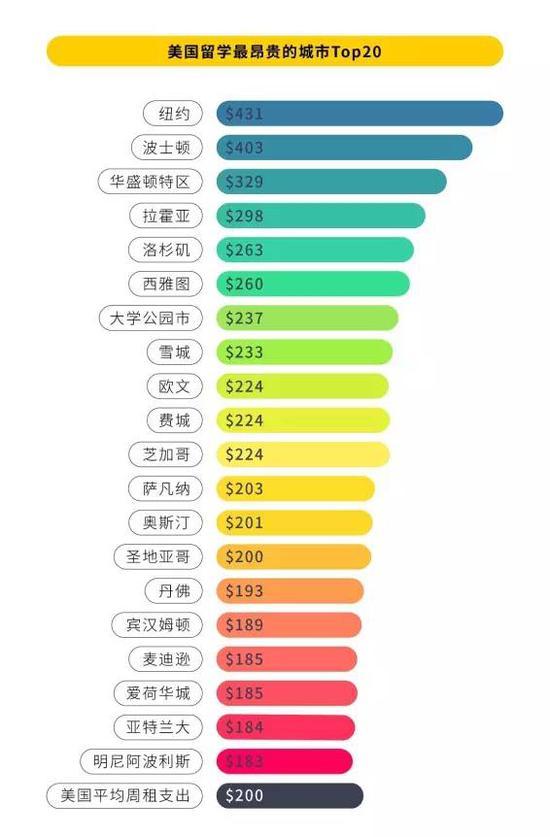 美国留学最昂贵的城市Top20
纽约 $431
波士顿 $403
华盛顿特区 $329
拉霍亚 $298
洛杉矶 $263
西雅图 $260
大学公园市 $237
雪城 $233
欧文 $224
费城 $224
芝加哥 $224
萨凡纳 $203
奥斯汀 $201
圣地亚哥 $200
丹佛 $193
宾汉姆顿 $189
麦迪逊 $185
爱荷华城 $185
亚特兰大 $184
明尼阿波利斯 $183
美国平均周租支出 $200